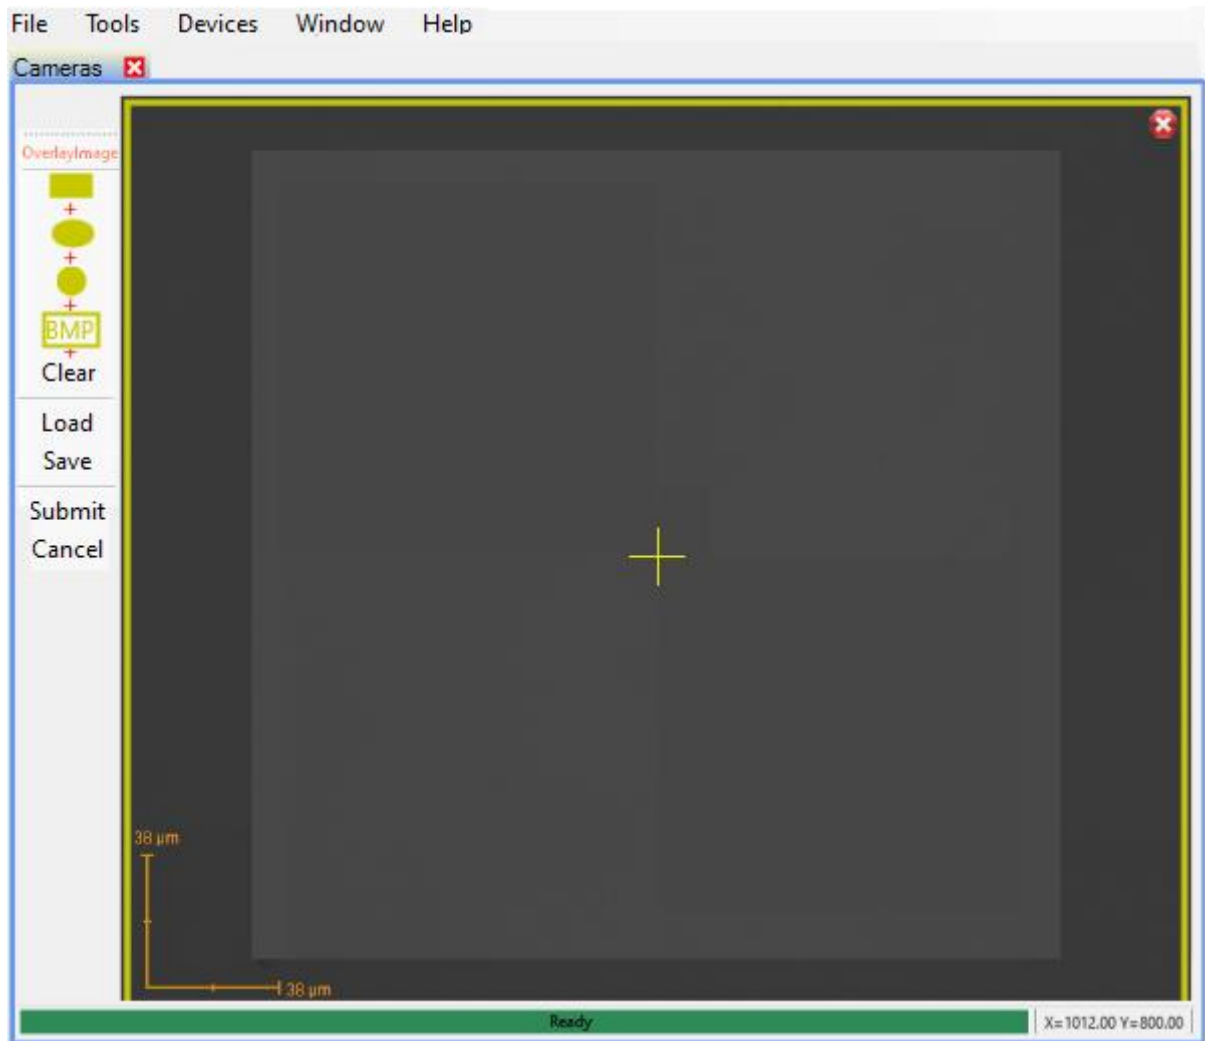 File Tools Devices Window Help
Cameras
OverlayImage
BMP
Clear
Load
Save
Submit
Cancel
38 µm
38 µm
Ready X=1012.00 Y=800.00